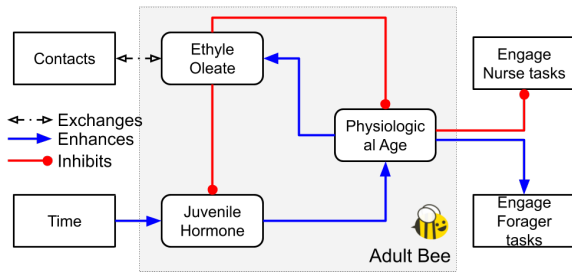 Contacts
Ethyle
Oleate
Engage
Nurse tasks
Exchanges
Enhances
Inhibits
Physiologic
al Age
Time
Juvenile
Hormone
Engage
Forager
tasks
Adult Bee